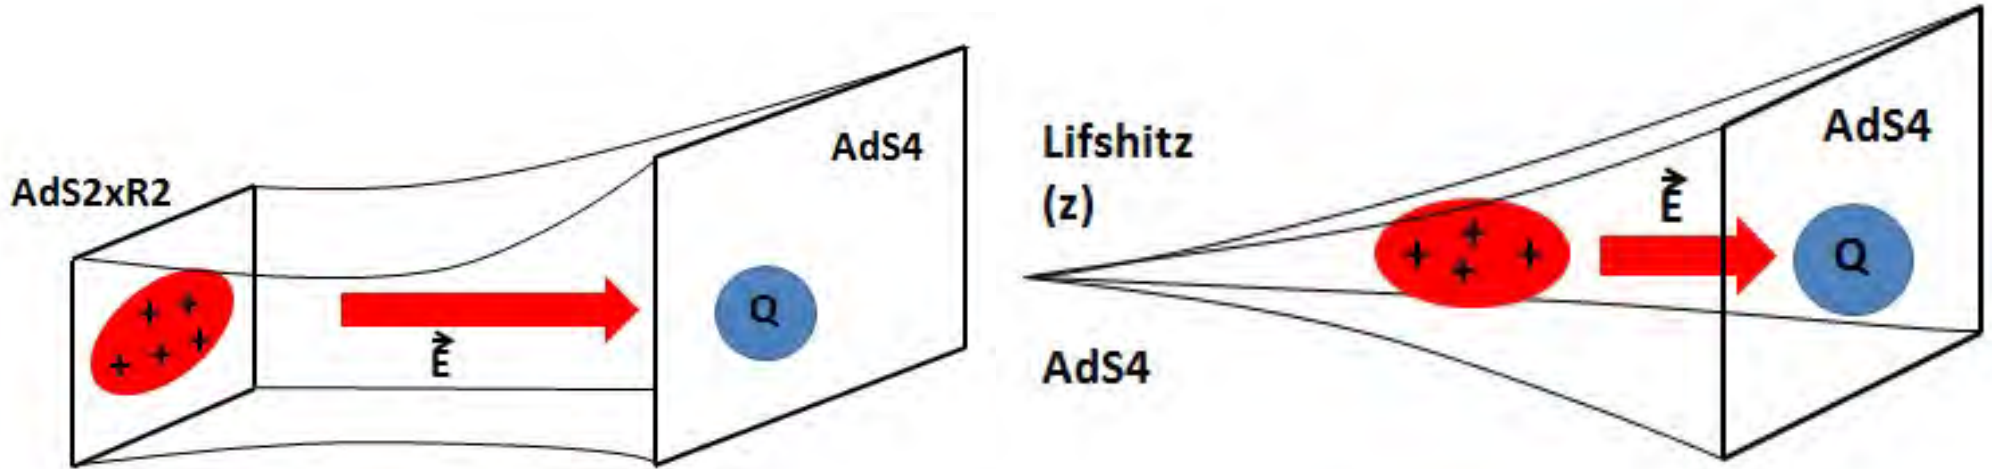 AdS2xR2
+ + + + +
E⃗
Q
AdS4
Lifshitz
(z)
AdS4
+ + + +
E⃗
Q
AdS4